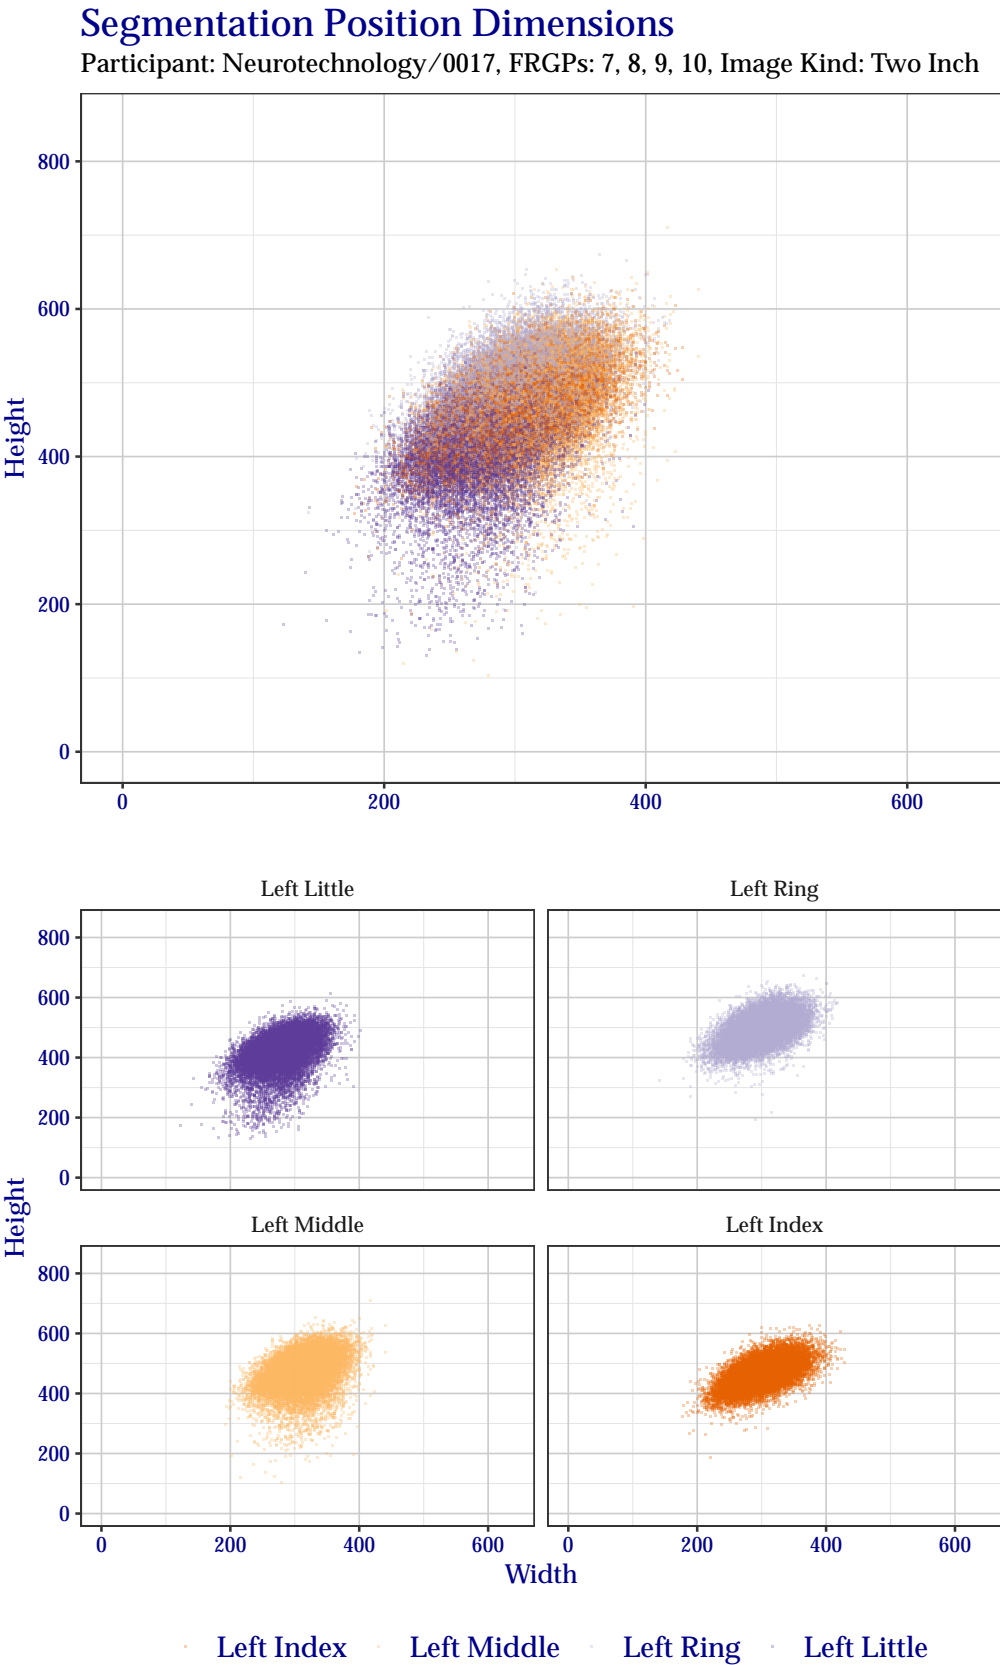 Segmentation Position Dimensions
Participant: Neurotechnology/0017, FRGPs: 7, 8, 9, 10, Image Kind: Two Inch
800
600
400
200
0
Height
0 200 400 600
Left Little Left Ring
800
600
400
200
0
Height
Left Middle Left Index
800
600
400
200
0
0 200 400 600 0 200 400 600
Width
Left Index Left Middle Left Ring Left Little